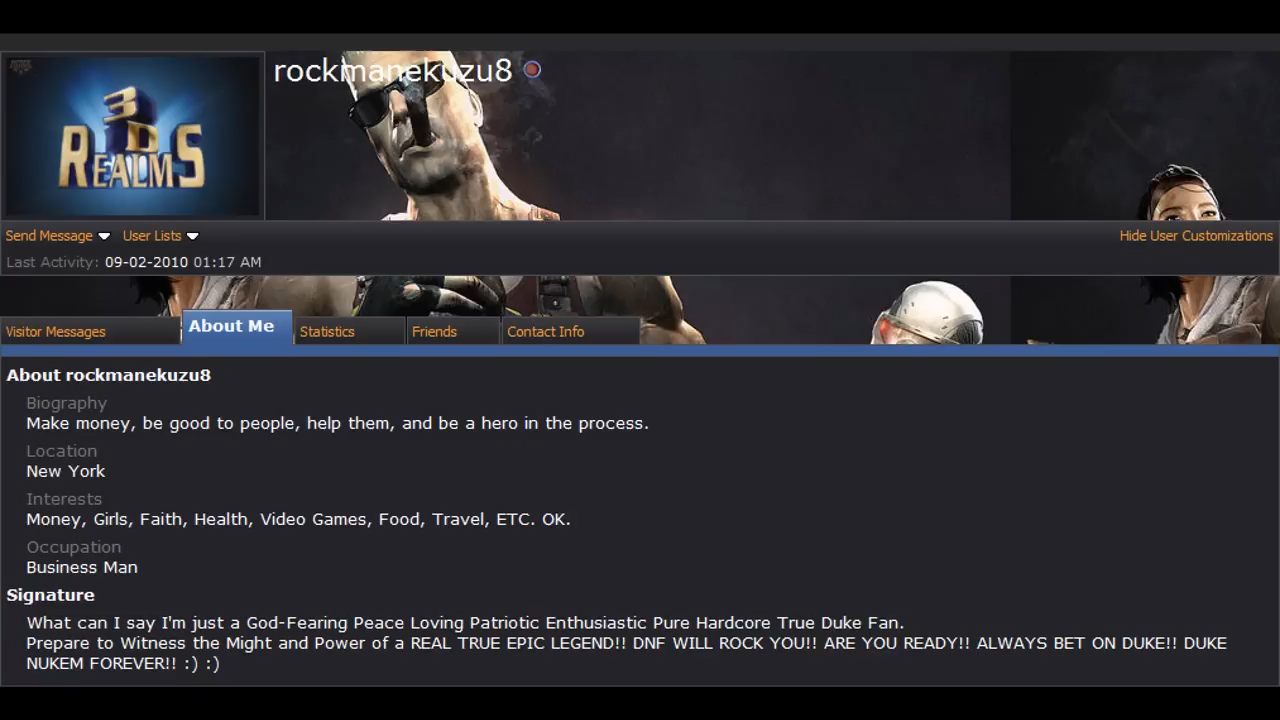 3D
REALMS
rockmanekuzu8
Send Message User Lists Hide User Customizations
Last Activity: 09-02-2010 01:17 AM
Visitor Messages About Me Statistics Friends Contact Info
About rockmanekuzu8
Biography
Make money, be good to people, help them, and be a hero in the process.
Location
New York
Interests
Money, Girls, Faith, Health, Video Games, Food, Travel, ETC. OK.
Occupation
Business Man
Signature
What can I say I'm just a God-Fearing Peace Loving Patriotic Enthusiastic Pure Hardcore True Duke Fan.
Prepare to Witness the Might and Power of a REAL TRUE EPIC LEGEND!! DNF WILL ROCK YOU!! ARE YOU READY!! ALWAYS BET ON DUKE!! DUKE
NUKEM FOREVER!! :) :)